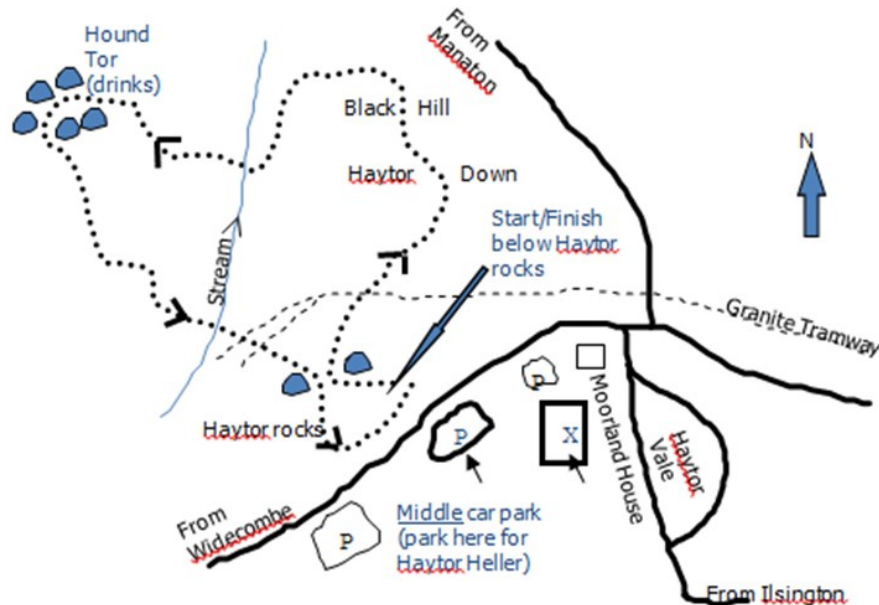 Hound
Tor
(drinks)
From
Manaton
Black Hill
Haytor Down
N
Start/Finish
below Haytor
rocks
Stream
Granite Tramway
P
Moorland House
Haytor rocks
P
X
Haytor
Vale
From
Widecombe
P
Middle car park
(park here for
Haytor Heller)
From Ilsington